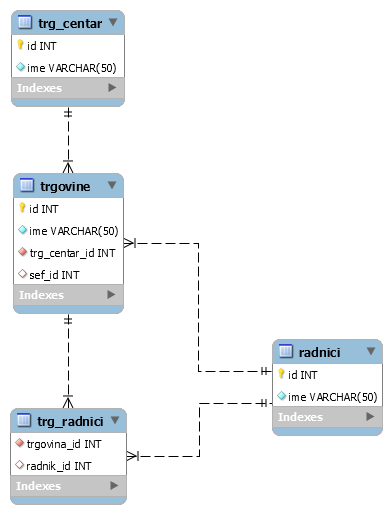 trg_centar
id INT
ime VARCHAR(50)
Indexes
trgovine
id INT
ime VARCHAR(50)
trg_centar_id INT
sef_id INT
Indexes
radnici
id INT
ime VARCHAR(50)
Indexes
trg_radnici
trgovina_id INT
radnik_id INT
Indexes